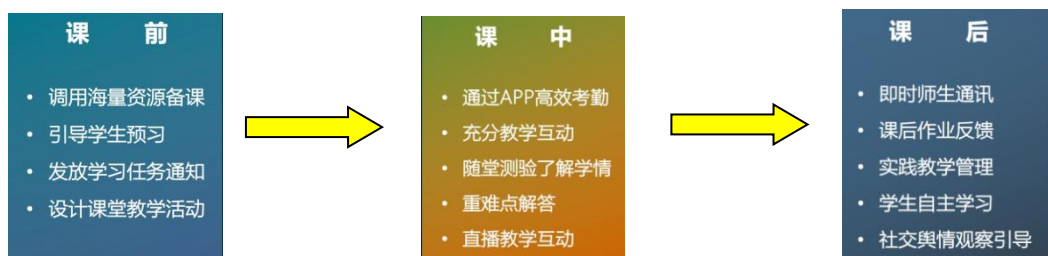 课 前
• 调用海量资源备课
• 引导学生预习
• 发放学习任务通知
• 设计课堂教学活动
课 中
• 通过APP高效考勤
• 充分教学互动
• 随堂测验了解学情
• 重难点解答
• 直播教学互动
课 后
• 即时师生通讯
• 课后作业反馈
• 实践教学管理
• 学生自主学习
• 社交舆情观察引导